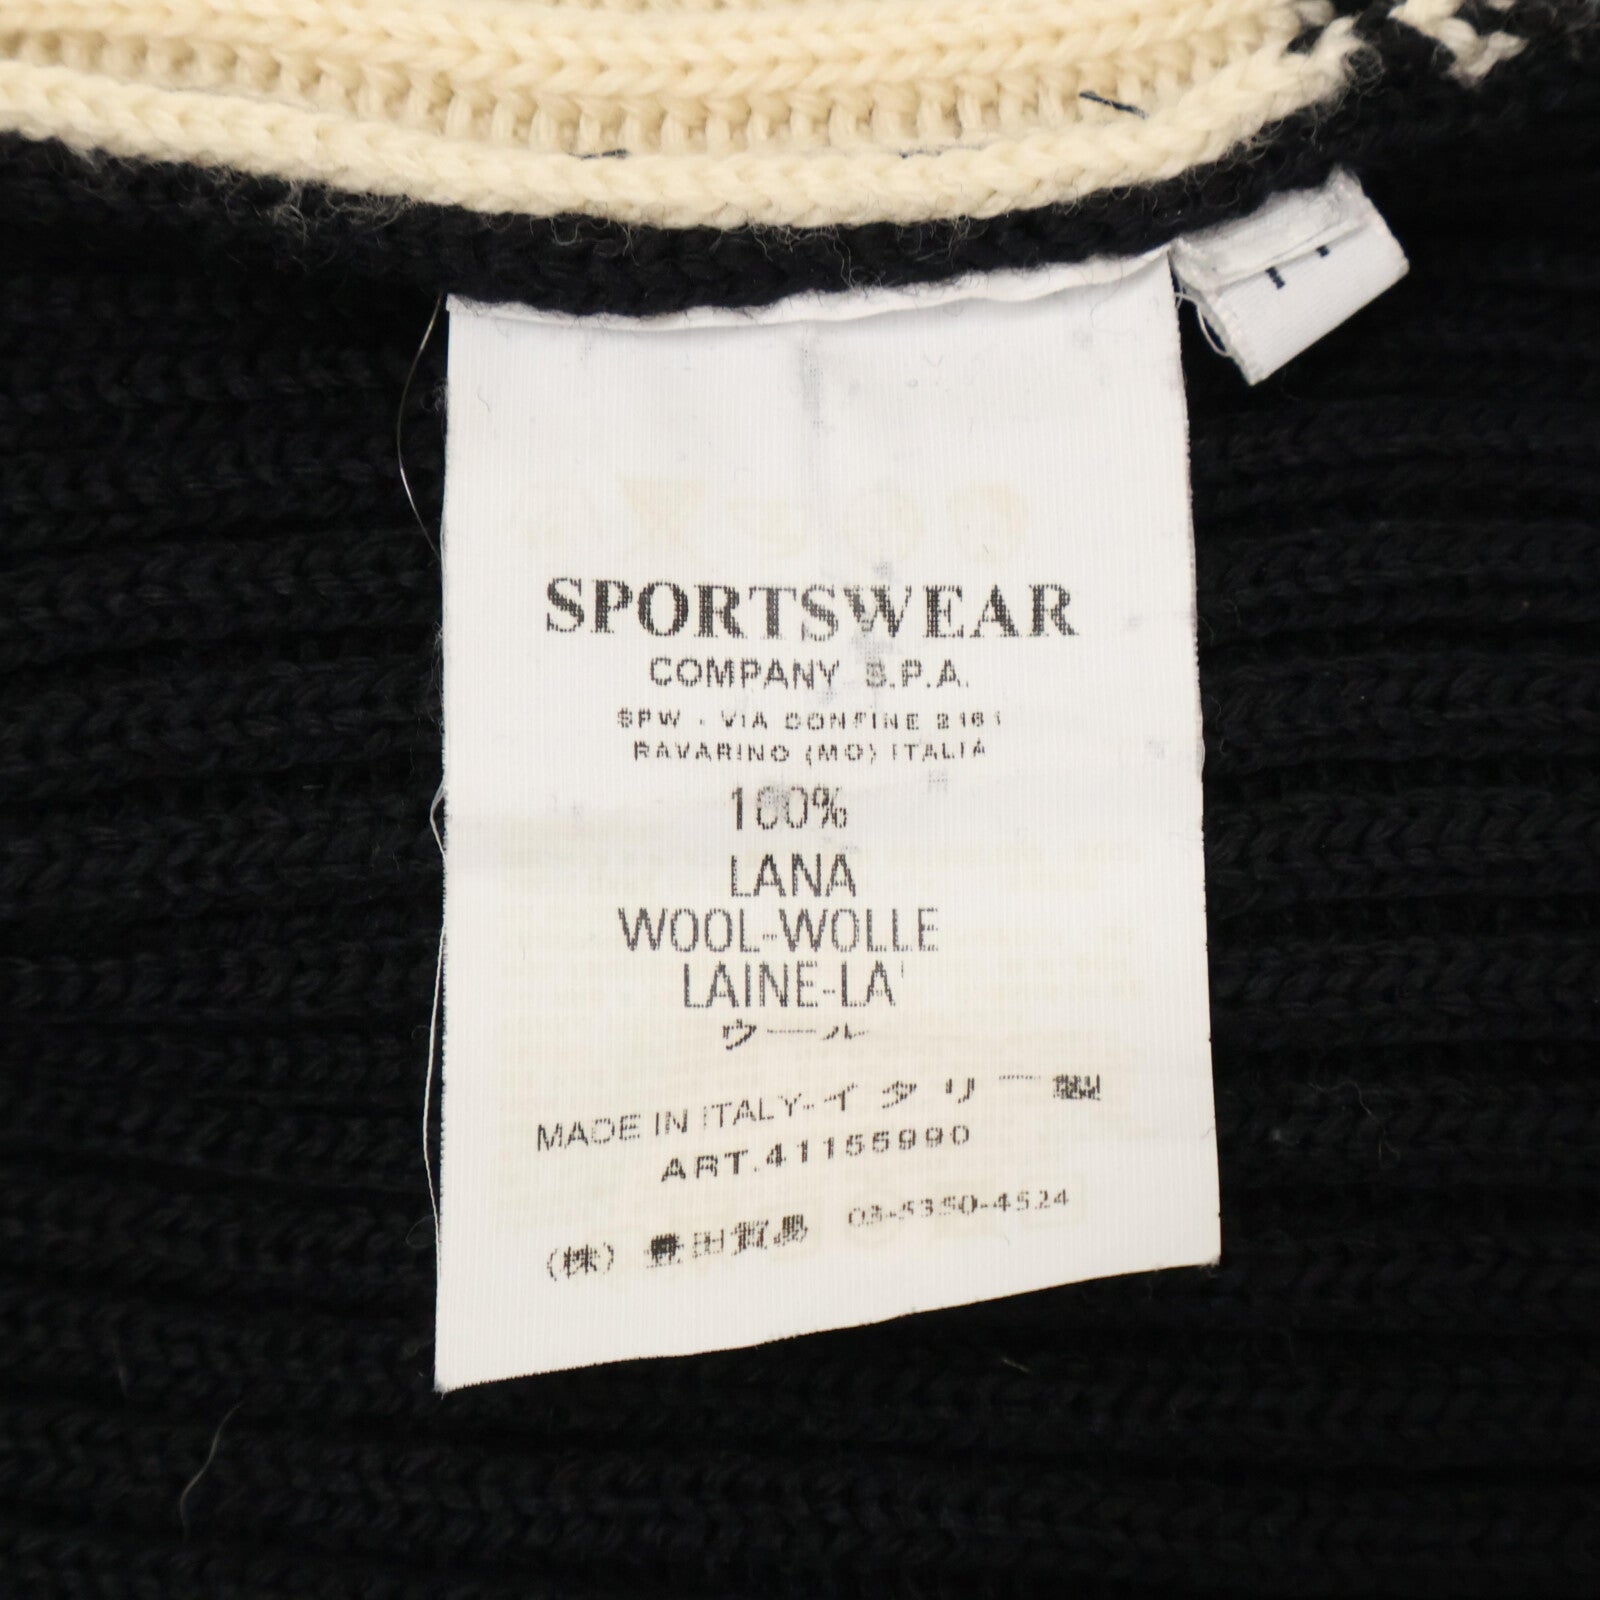 SPORTSWEAR
COMPANY S.P.A.
SPW - VIA CONFINE 2161
RAVARINO (MO) ITALIA
100%
LANA
WOOL-WOLLE
LAINE-LA'
ウール
MADE IN ITALY-イタリー製
ART.41155990
(株) 豊田貿易 03-5350-4524